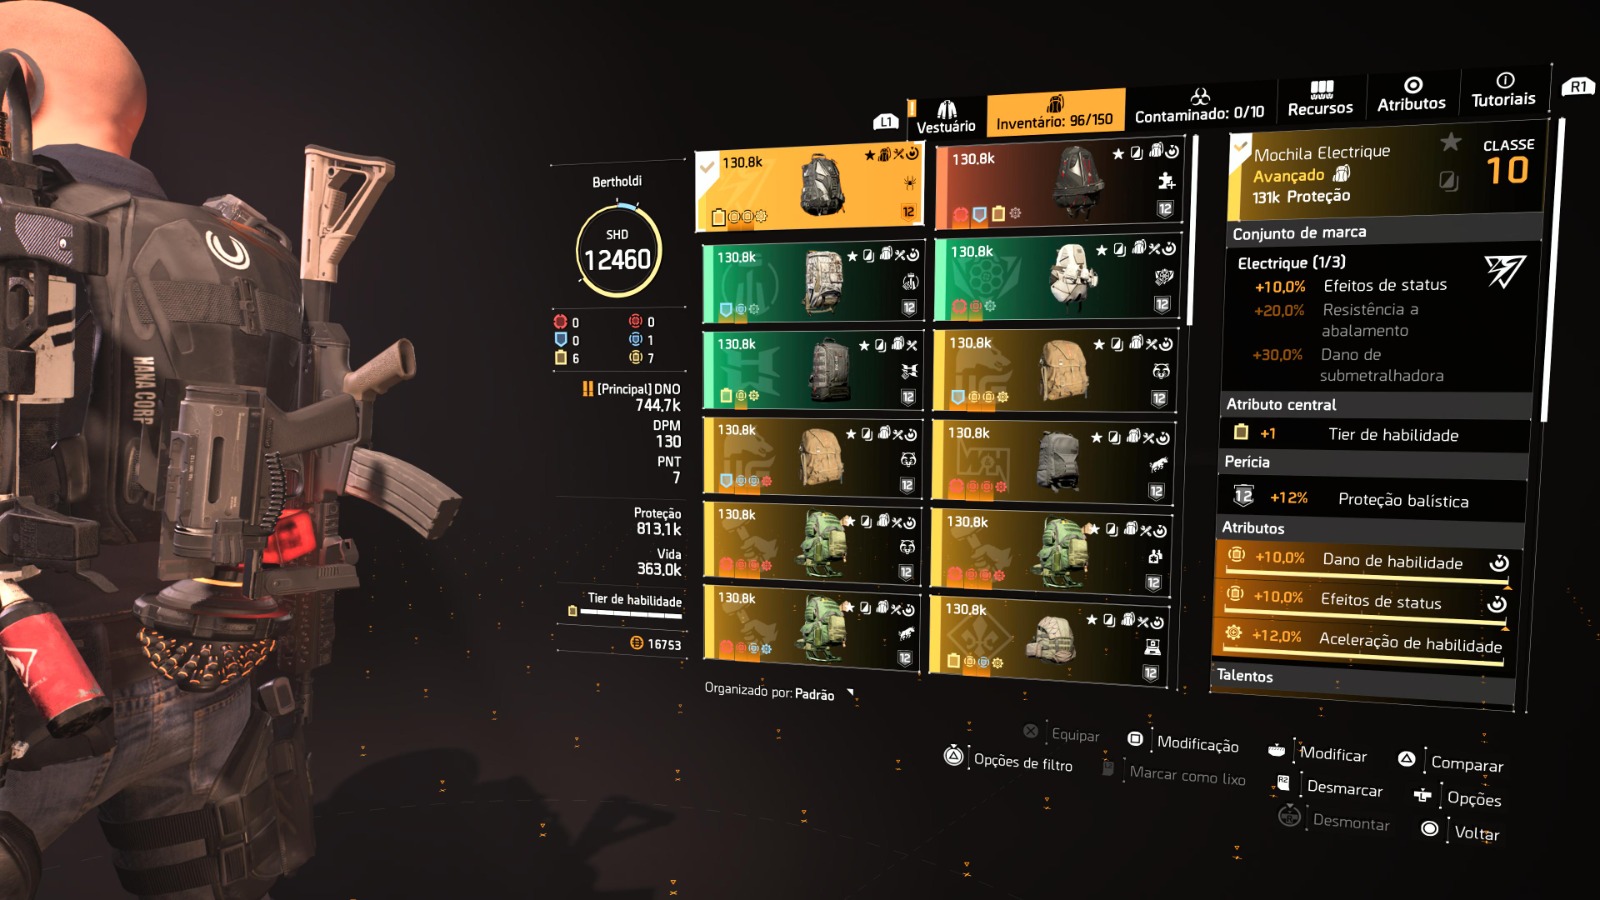 L1
Vestuário
Inventário: 96/150
Contaminado: 0/10
Recursos
Atributos
Tutoriais
R1
Bertholdi
SHD
12460
0
0
0
1
6
7
[Principal] DNO
744.7k
DPM
130
PNT
7
Proteção
813.1k
Vida
363,0k
Tier de habilidade
16753
130,8k
12
130,8k
12
130,8k
12
130,8k
12
130,8k
12
130,8k
12
130,8k
12
130,8k
12
130,8k
12
130,8k
12
130,8k
12
130,8k
12
Organizado por: Padrão
Mochila Electrique
Avançado
131k Proteção
CLASSE
10
Conjunto de marca
Electrique (1/3)
+10,0% Efeitos de status
+20,0% Resistência a
abalamento
+30,0% Dano de
submetralhadora
Atributo central
+1 Tier de habilidade
Perícia
12 +12% Proteção balística
Atributos
+10,0% Dano de habilidade
+10,0% Efeitos de status
+12,0% Aceleração de habilidade
Talentos
Equipar
Modificação
Modificar
Comparar
Opções de filtro
Marcar como lixo
R2
Desmarcar
Opções
Desmontar
Voltar
MANA CORP